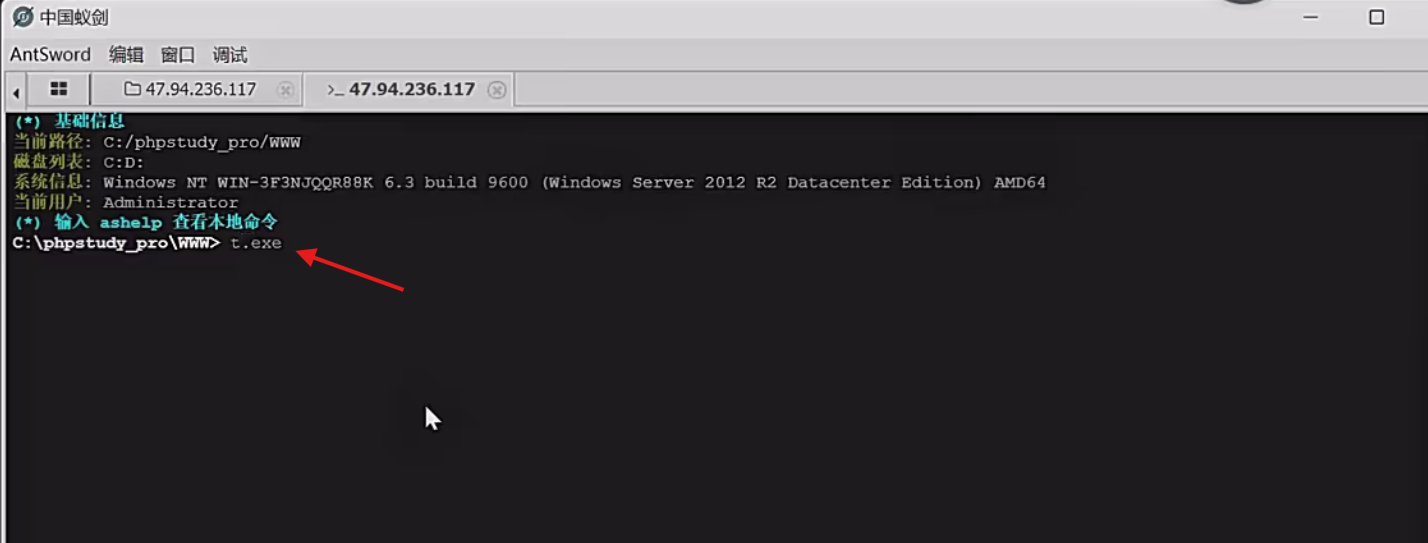 中国蚁剑
AntSword 编辑 窗口 调试
47.94.236.117 >_ 47.94.236.117
(*) 基础信息
当前路径: C:/phpstudy_pro/WWW
磁盘列表: C:D:
系统信息: Windows NT WIN-3F3NJQQR88K 6.3 build 9600 (Windows Server 2012 R2 Datacenter Edition) AMD64
当前用户: Administrator
(*) 输入 ashelp 查看本地命令
C:\phpstudy_pro\WWW> t.exe